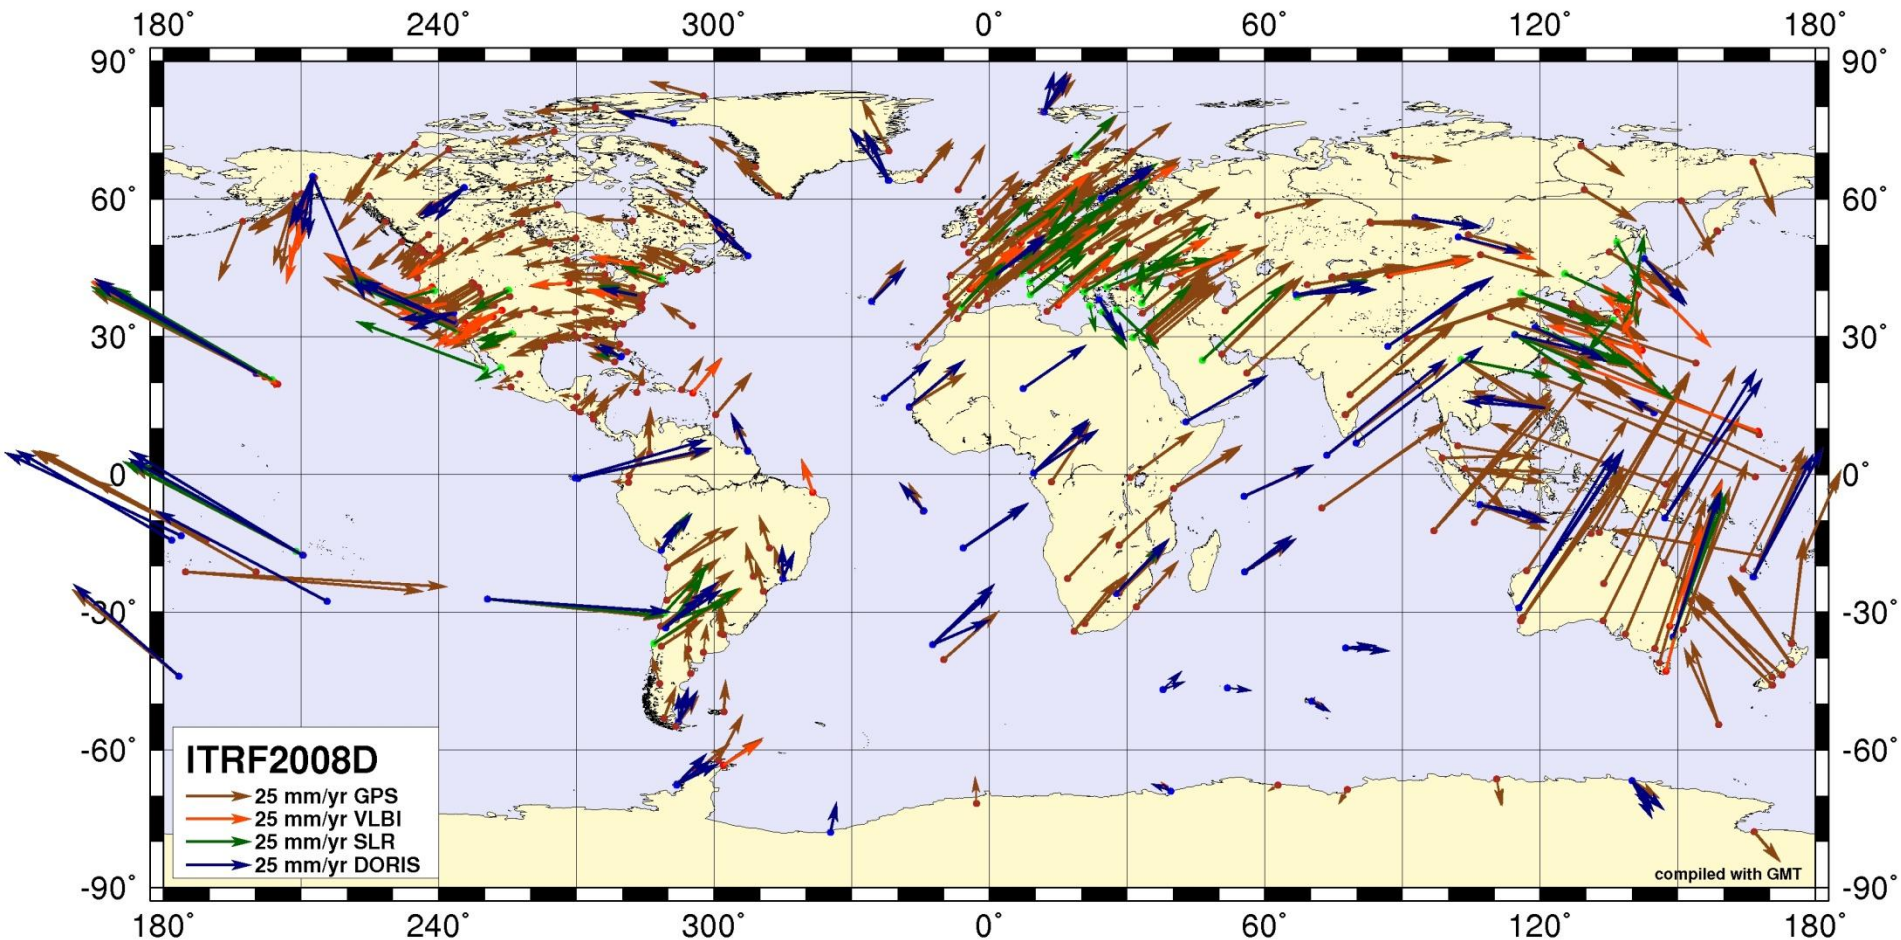 180° 240° 300° 0° 60° 120° 180°
90° 90°
60° 60°
30° 30°
0° 0°
-30° -30°
-60° -60°
ITRF2008D
25 mm/yr GPS
25 mm/yr VLBI
25 mm/yr SLR
25 mm/yr DORIS
compiled with GMT
-90° -90°
180° 240° 300° 0° 60° 120° 180°